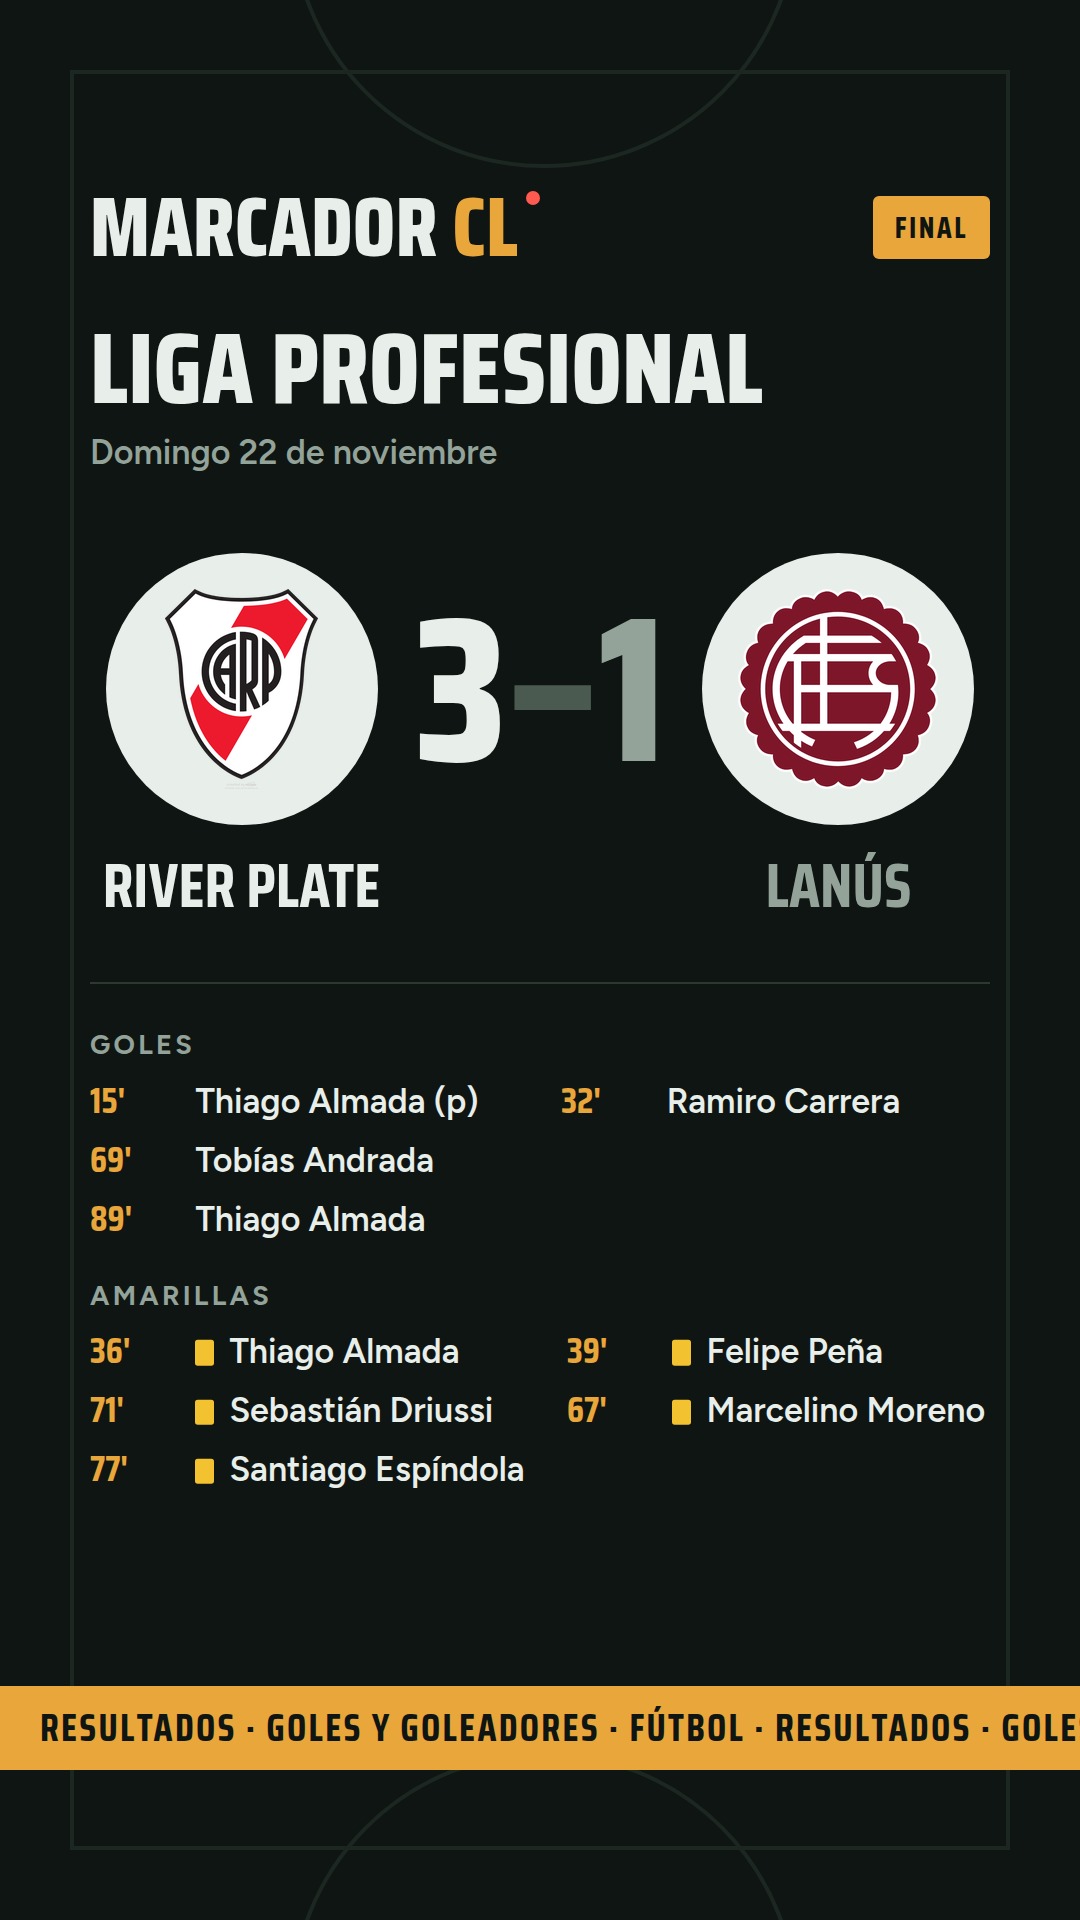 MARCADOR CL
FINAL
LIGA PROFESIONAL
Domingo 22 de noviembre
CARP
3–1
RIVER PLATE
LANÚS
GOLES
15' Thiago Almada (p) 32' Ramiro Carrera
69' Tobías Andrada
89' Thiago Almada
AMARILLAS
36' Thiago Almada 39' Felipe Peña
71' Sebastián Driussi 67' Marcelino Moreno
77' Santiago Espíndola
RESULTADOS · GOLES Y GOLEADORES · FÚTBOL · RESULTADOS · GOLES